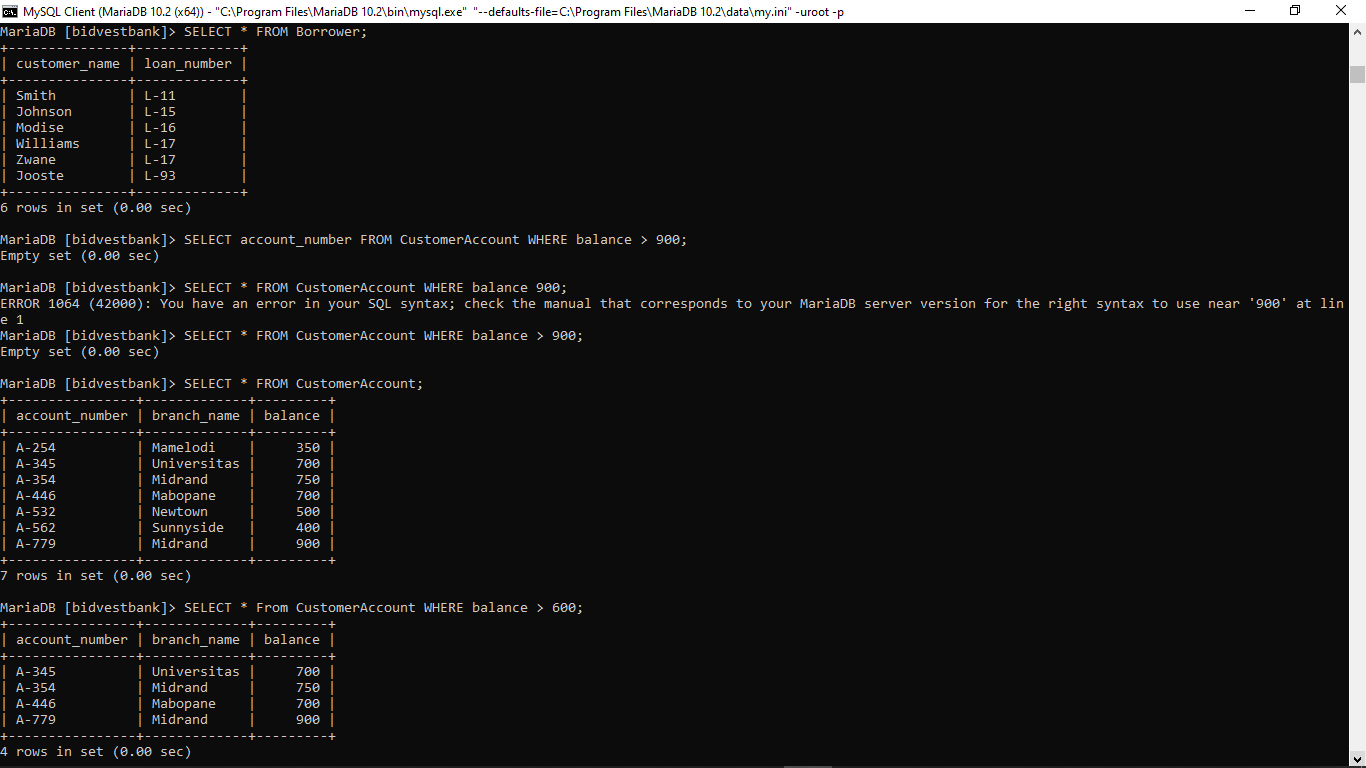 MySQL Client (MariaDB 10.2 (x64)) - "C:\Program Files\MariaDB 10.2\bin\mysql.exe" "--defaults-file=C:\Program Files\MariaDB 10.2\data\my.ini" -uroot -p
MariaDB [bidvestbank]> SELECT * FROM Borrower;
+---------------+-------------+
| customer_name | loan_number |
+---------------+-------------+
| Smith         | L-11        |
| Johnson       | L-15        |
| Modise        | L-16        |
| Williams      | L-17        |
| Zwane         | L-17        |
| Jooste        | L-93        |
+---------------+-------------+
6 rows in set (0.00 sec)

MariaDB [bidvestbank]> SELECT account_number FROM CustomerAccount WHERE balance > 900;
Empty set (0.00 sec)

MariaDB [bidvestbank]> SELECT * FROM CustomerAccount WHERE balance 900;
ERROR 1064 (42000): You have an error in your SQL syntax; check the manual that corresponds to your MariaDB server version for the right syntax to use near '900' at lin
e 1
MariaDB [bidvestbank]> SELECT * FROM CustomerAccount WHERE balance > 900;
Empty set (0.00 sec)

MariaDB [bidvestbank]> SELECT * FROM CustomerAccount;
+----------------+-------------+---------+
| account_number | branch_name | balance |
+----------------+-------------+---------+
| A-254          | Mamelodi    |     350 |
| A-345          | Universitas |     700 |
| A-354          | Midrand     |     750 |
| A-446          | Mabopane    |     700 |
| A-532          | Newtown     |     500 |
| A-562          | Sunnyside   |     400 |
| A-779          | Midrand     |     900 |
+----------------+-------------+---------+
7 rows in set (0.00 sec)

MariaDB [bidvestbank]> SELECT * From CustomerAccount WHERE balance > 600;
+----------------+-------------+---------+
| account_number | branch_name | balance |
+----------------+-------------+---------+
| A-345          | Universitas |     700 |
| A-354          | Midrand     |     750 |
| A-446          | Mabopane    |     700 |
| A-779          | Midrand     |     900 |
+----------------+-------------+---------+
4 rows in set (0.00 sec)